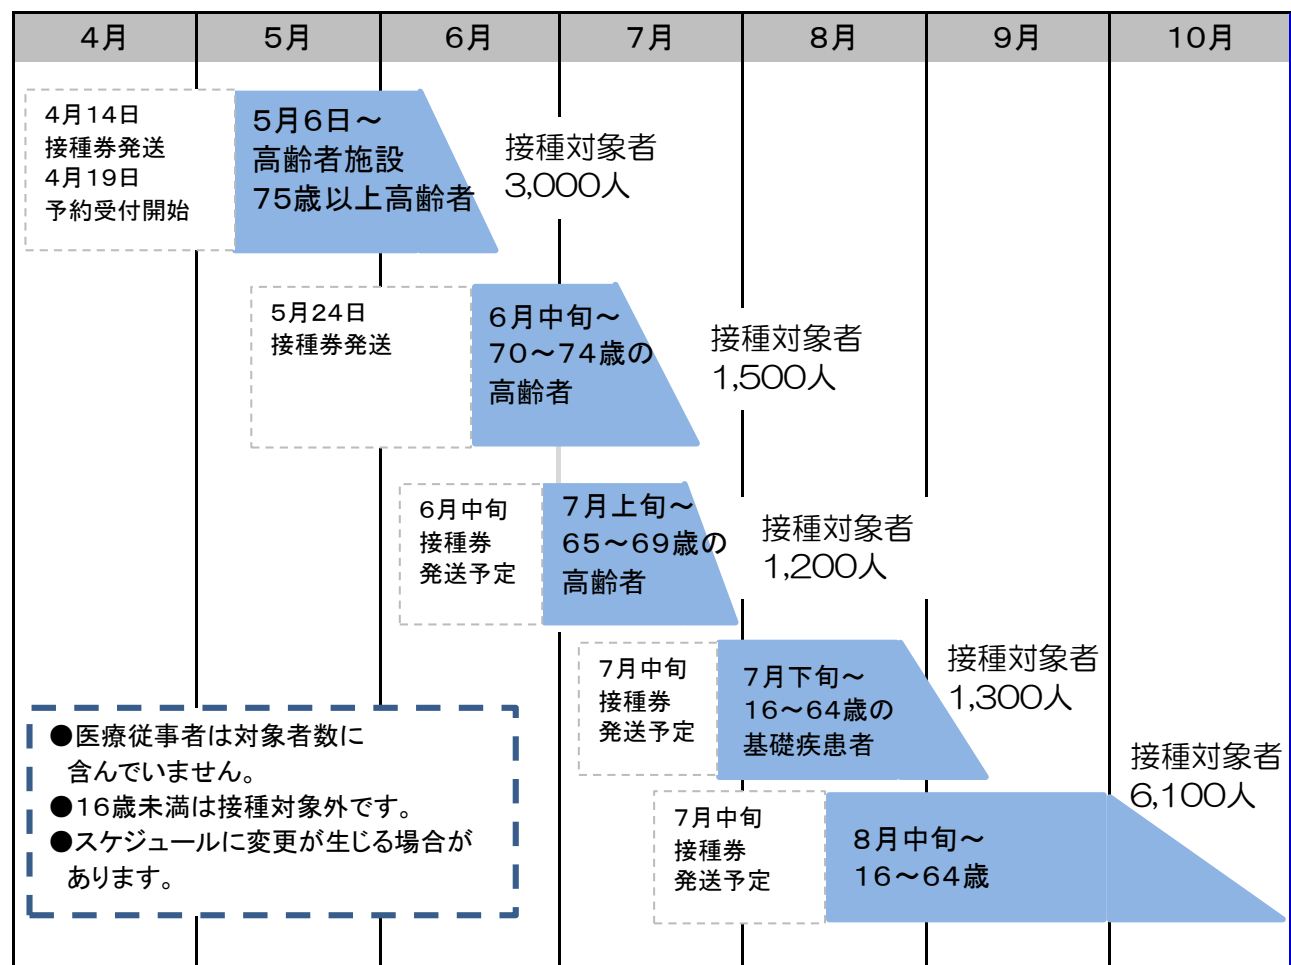 4月
5月
6月
7月
8月
9月
10月
4月14日
接種券発送
4月19日
予約受付開始
5月6日～
高齢者施設
75歳以上高齢者
接種対象者
3,000人
5月24日
接種券発送
6月中旬～
70～74歳の
高齢者
接種対象者
1,500人
6月中旬
接種券
発送予定
7月上旬～
65～69歳の
高齢者
接種対象者
1,200人
7月中旬
接種券
発送予定
7月下旬～
16～64歳の
基礎疾患者
接種対象者
1,300人
7月中旬
接種券
発送予定
8月中旬～
16～64歳
接種対象者
6,100人
●医療従事者は対象者数に
含んでいません。
●16歳未満は接種対象外です。
●スケジュールに変更が生じる場合が
あります。